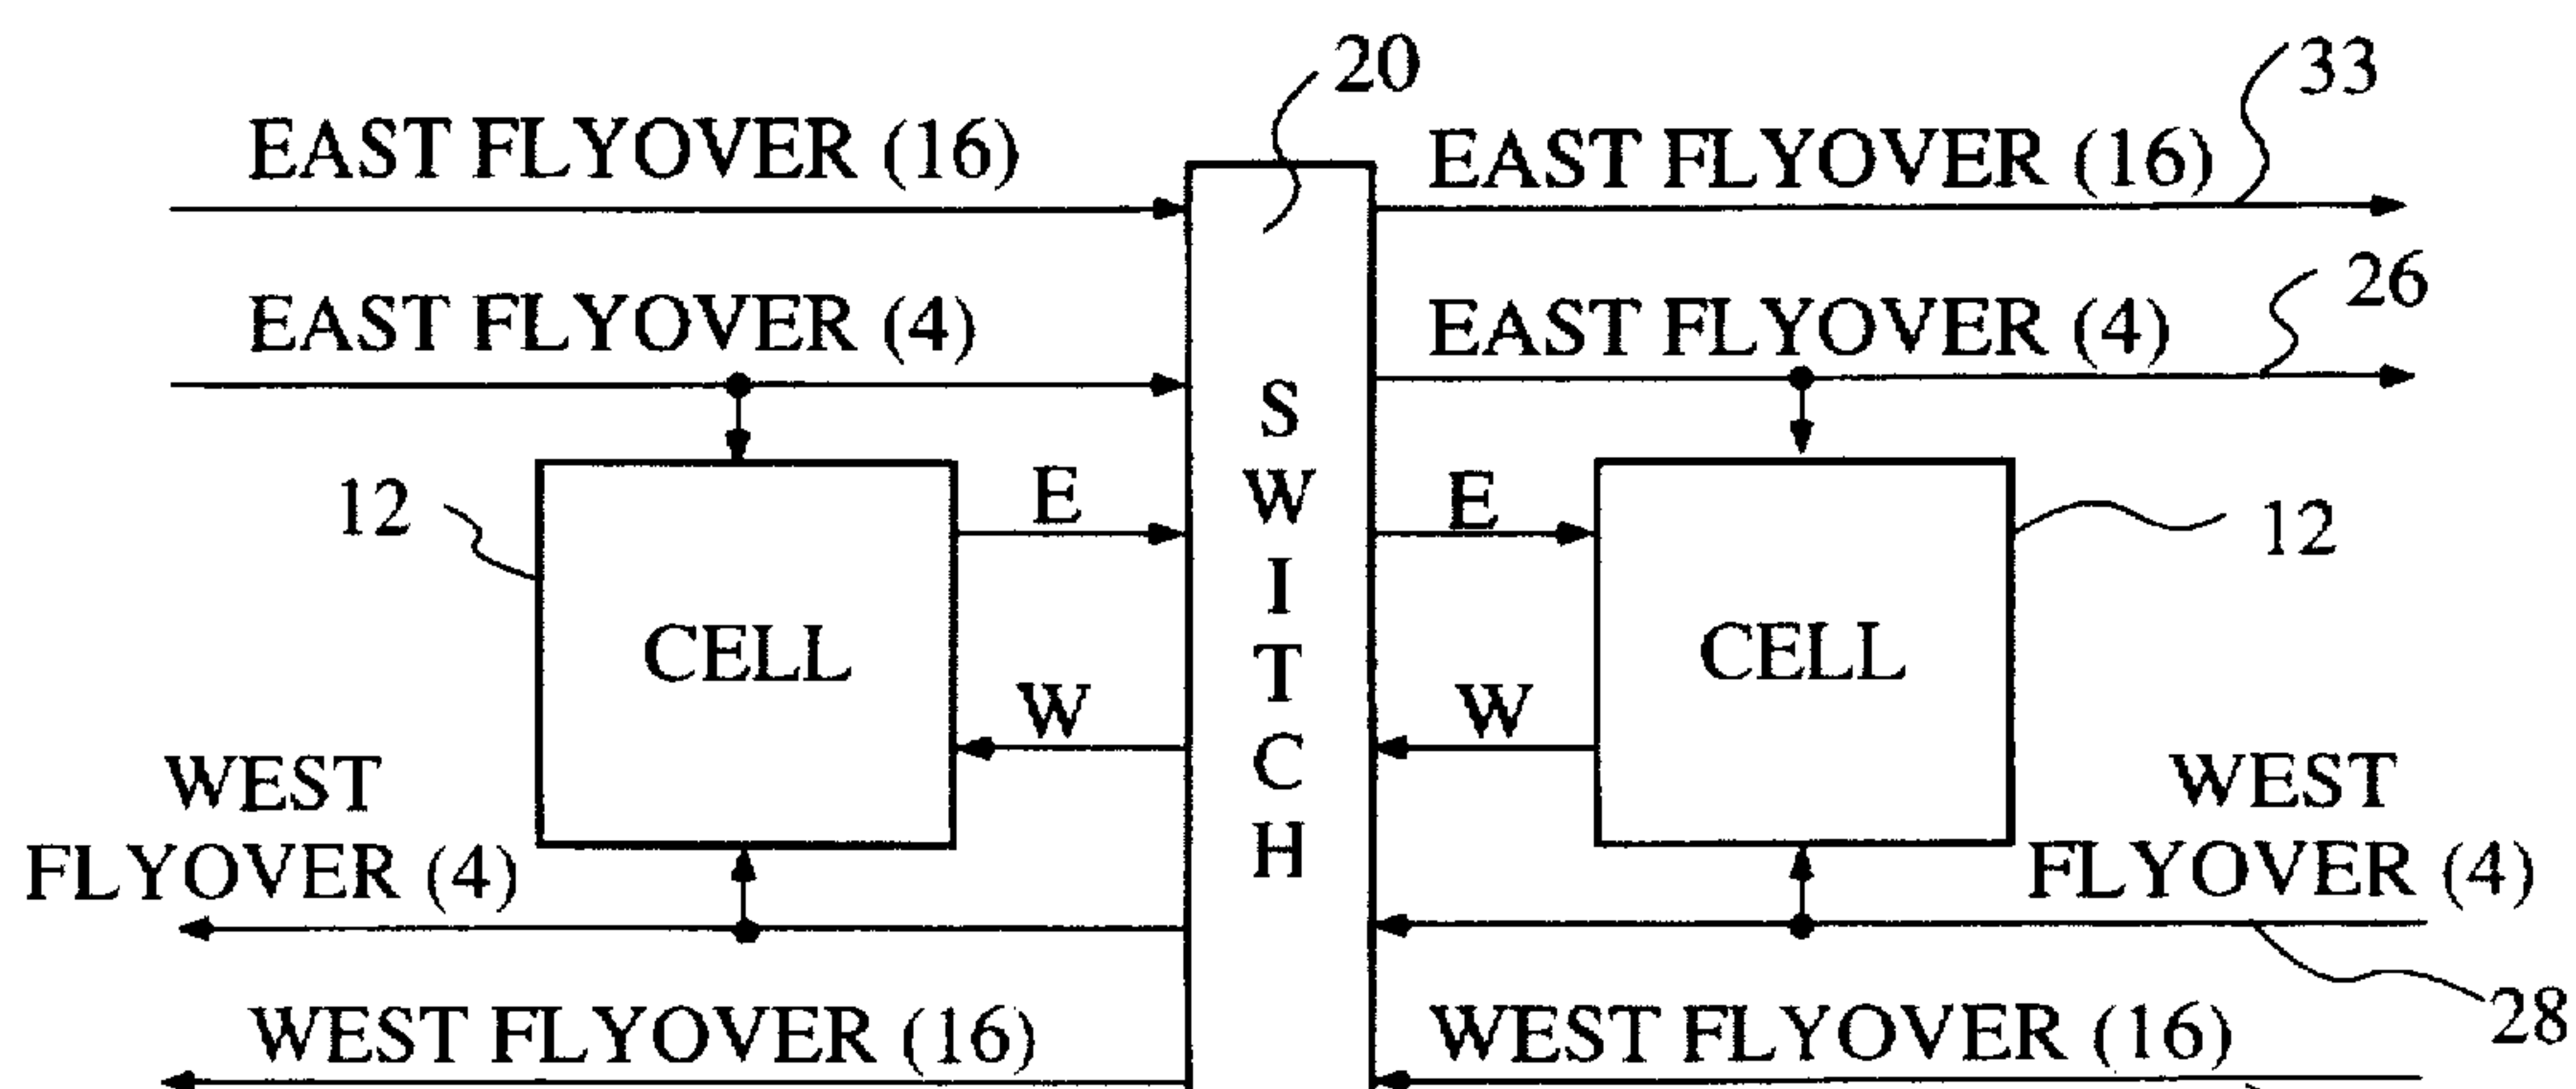 20
33
EAST FLYOVER (16)
EAST FLYOVER (16)
26
EAST FLYOVER (4)
EAST FLYOVER (4)
SWITCH
12
E
E
12
CELL
CELL
W
W
WEST
FLYOVER (4)
WEST
FLYOVER (4)
28
WEST FLYOVER (16)
WEST FLYOVER (16)